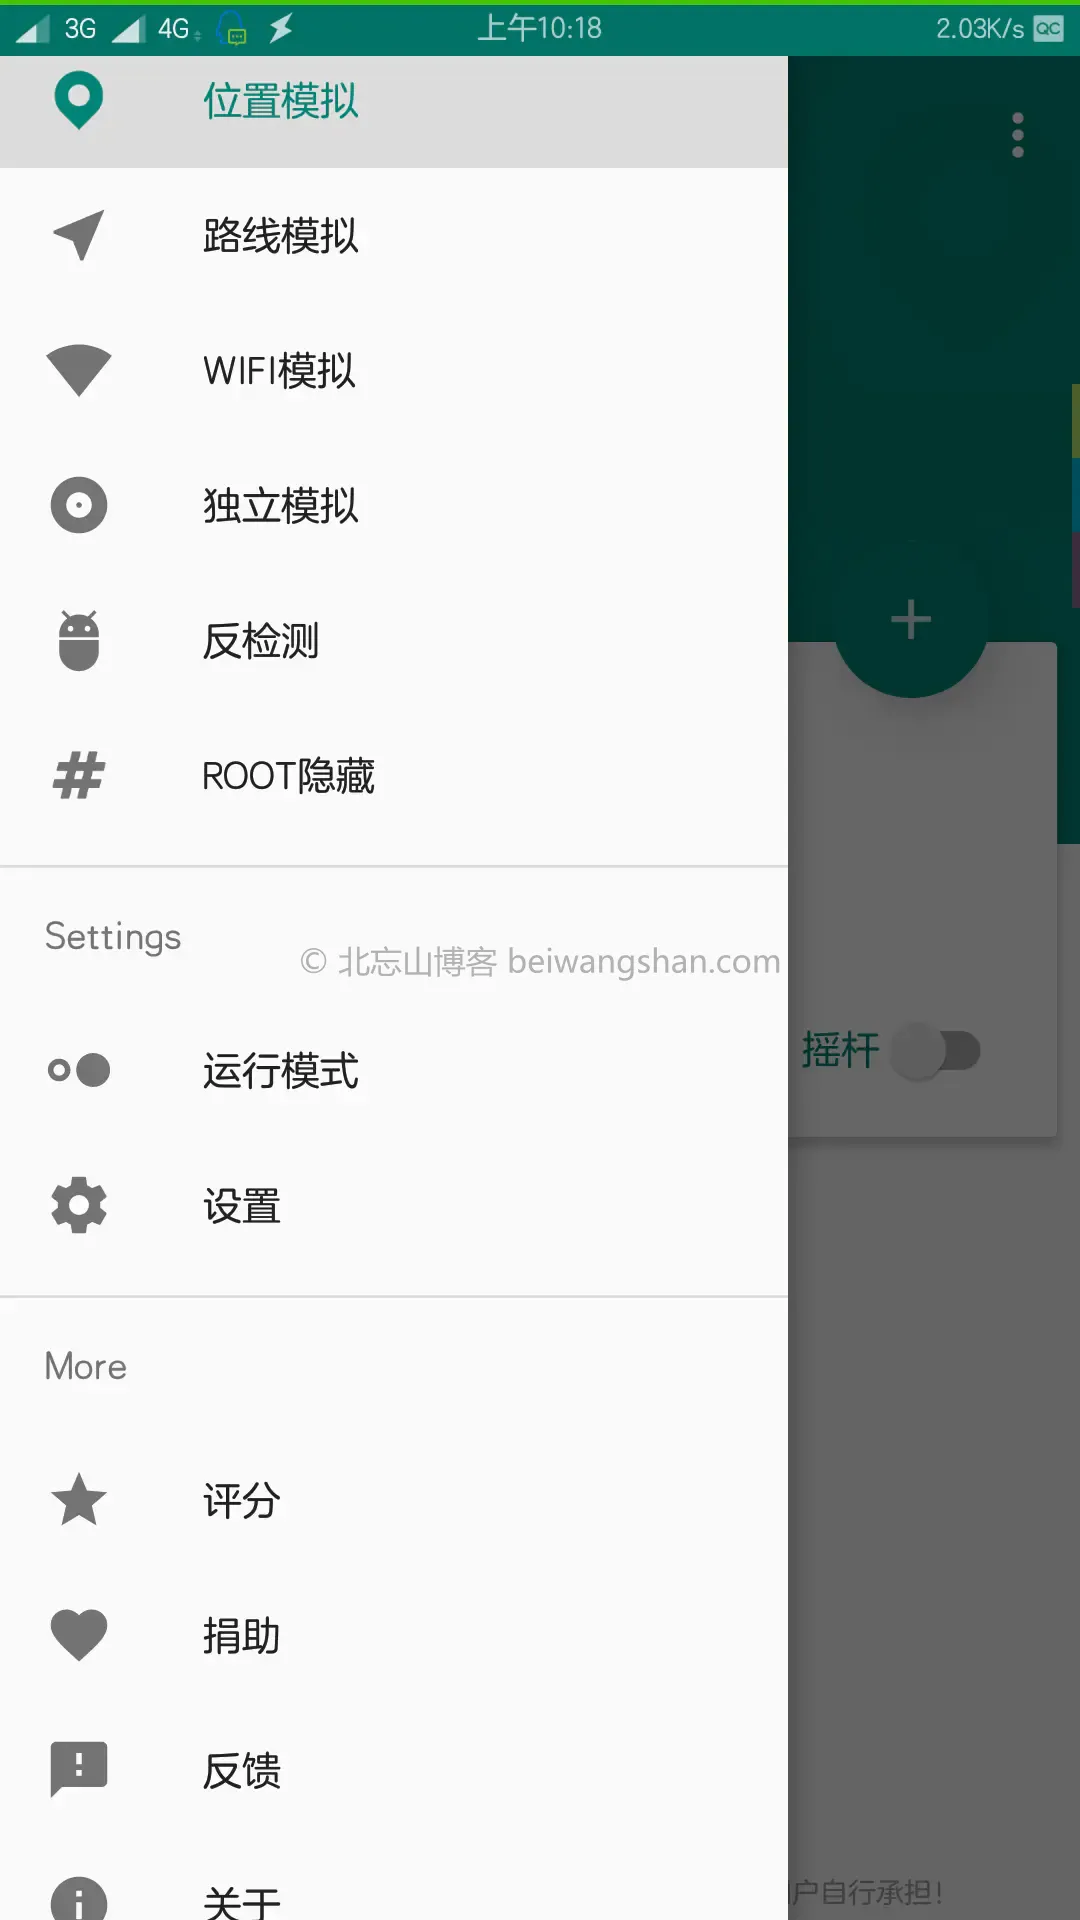 3G 4G 上午10:18 2.03K/s QC
位置模拟
路线模拟
WIFI模拟
独立模拟
反检测
ROOT隐藏
Settings
© 北忘山博客 beiwangshan.com
运行模式
摇杆
设置
More
评分
捐助
反馈
关于
户自行承担!